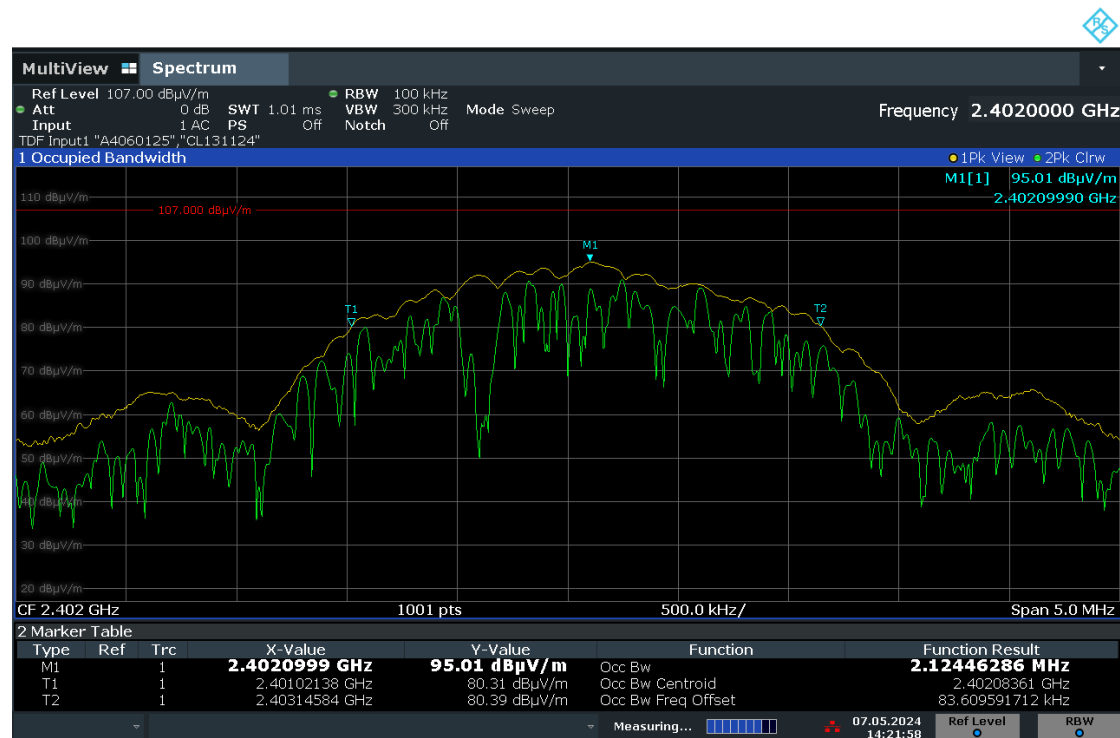 R&S
MultiView Spectrum
Ref Level 107.00 dBµV/m RBW 100 kHz
Att 0 dB SWT 1.01 ms VBW 300 kHz Mode Sweep Frequency 2.4020000 GHz
Input 1 AC PS Off Notch Off
TDF Input1 "A4060125","CL131124"
1 Occupied Bandwidth 1Pk View 2Pk Clrw
M1[1] 95.01 dBµV/m
2.40209990 GHz
110 dBµV/m
107.000 dBµV/m
100 dBµV/m
M1
90 dBµV/m
T1 T2
80 dBµV/m
70 dBµV/m
60 dBµV/m
50 dBµV/m
40 dBµV/m
30 dBµV/m
20 dBµV/m
CF 2.402 GHz 1001 pts 500.0 kHz/ Span 5.0 MHz
2 Marker Table
Type Ref Trc X-Value Y-Value Function Function Result
M1 1 2.4020999 GHz 95.01 dBµV/m Occ Bw 2.12446286 MHz
T1 1 2.40102138 GHz 80.31 dBµV/m Occ Bw Centroid 2.40208361 GHz
T2 1 2.40314584 GHz 80.39 dBµV/m Occ Bw Freq Offset 83.609591712 kHz
Measuring... 07.05.2024 Ref Level RBW
14:21:58